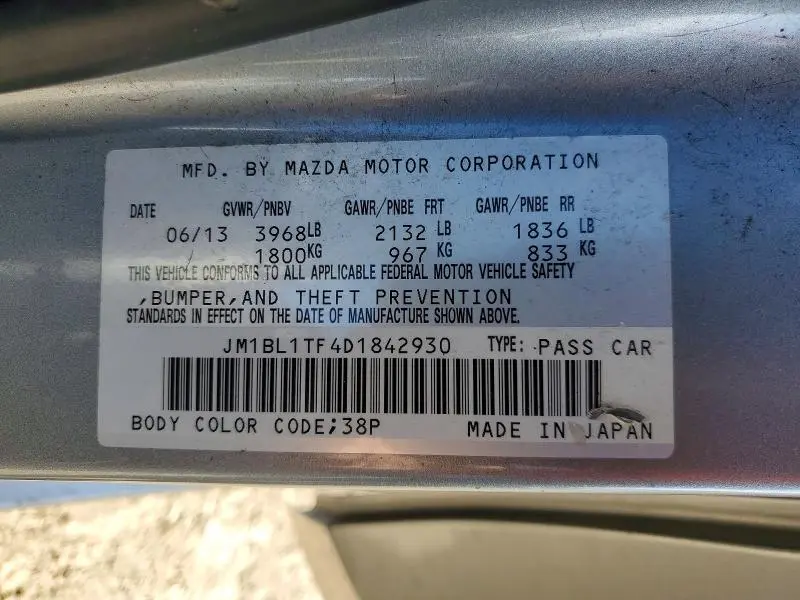 MFD. BY MAZDA MOTOR CORPORATION
DATE GVWR/PNBV GAWR/PNBE FRT GAWR/PNBE RR
06/13 3968LB 2132 LB 1836 LB
1800KG 967 KG 833 KG
THIS VEHICLE CONFORMS TO ALL APPLICABLE FEDERAL MOTOR VEHICLE SAFETY
,BUMPER,AND THEFT PREVENTION
STANDARDS IN EFFECT ON THE DATE OF MANUFACTURE SHOWN ABOVE.
JM1BL1TF4D1842930 TYPE: PASS CAR
BODY COLOR CODE;38P MADE IN JAPAN